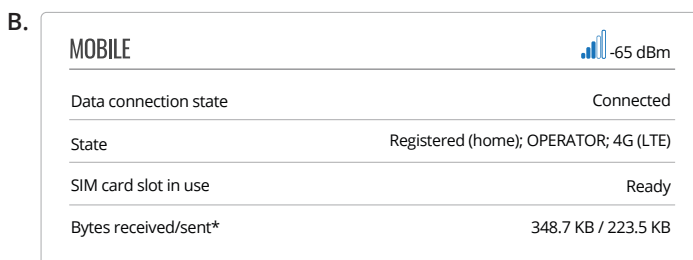 B.
MOBILE -65 dBm
Data connection state Connected
State Registered (home); OPERATOR; 4G (LTE)
SIM card slot in use Ready
Bytes received/sent* 348.7 KB / 223.5 KB